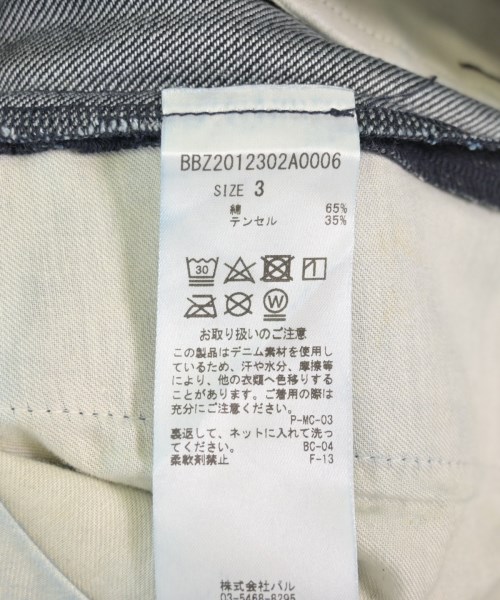 BBZ2012302A0006
SIZE 3
綿 65%
テンセル 35%
30
W
お取り扱いのご注意
この製品はデニム素材を使用し
ているため、汗や水分、摩擦等
により、他の衣類へ色移りする
ことがあります。ご着用の際は
充分にご注意ください。
P-MC-03
裏返して、ネットに入れて洗っ
てください。 BC-04
柔軟剤禁止 F-13
株式会社パル
03-5468-8295